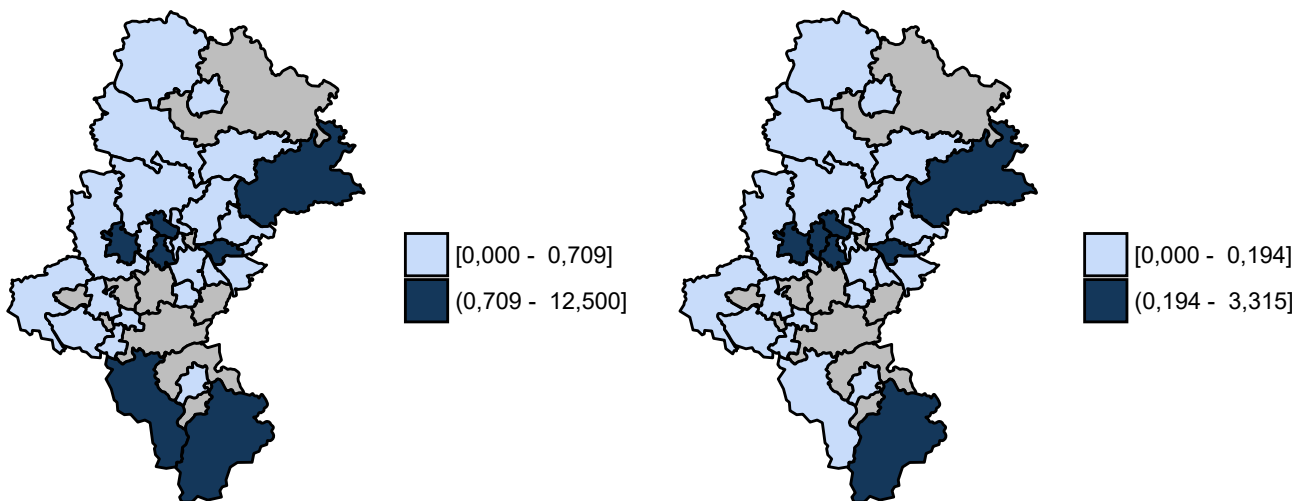 [0,000 -  0,709]
(0,709 -  12,500]
[0,000 -  0,194]
(0,194 -  3,315]